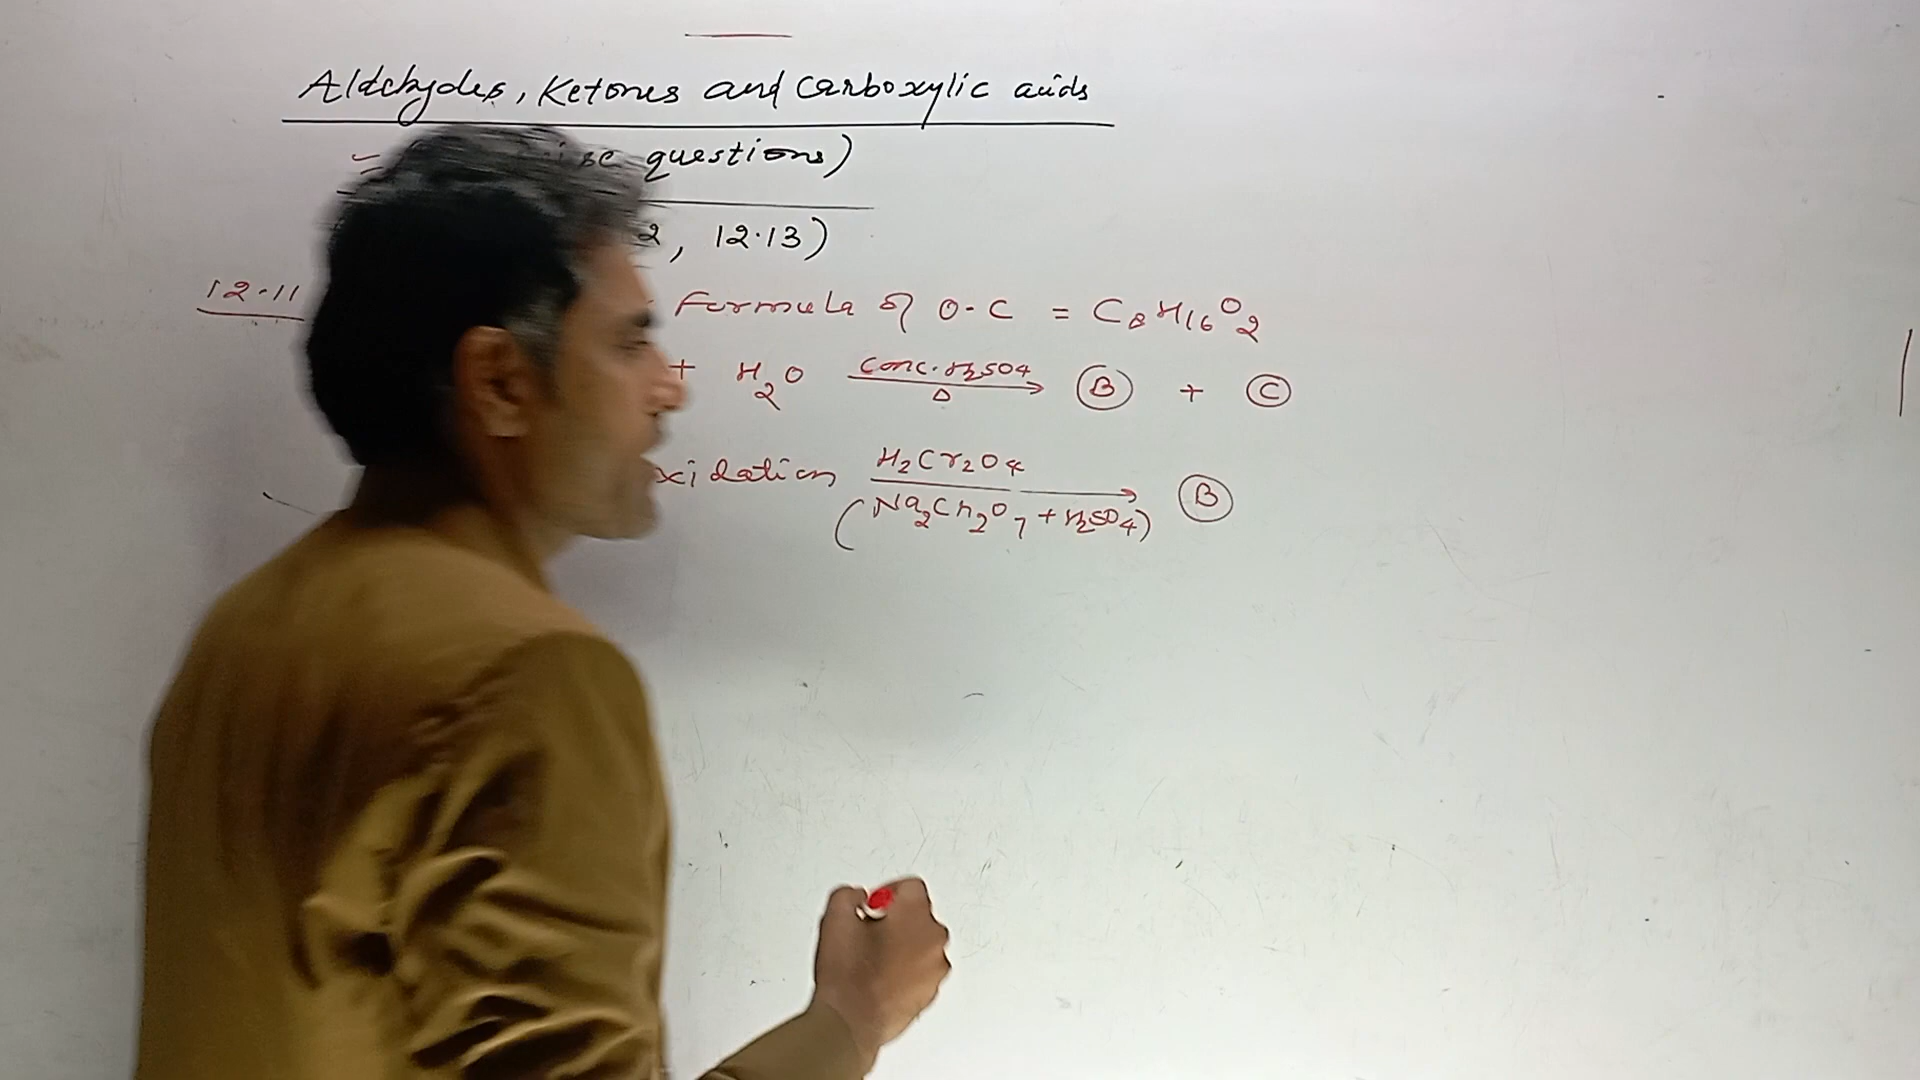 Aldehydes, Ketones and Carboxylic acids
questions)
2, 12.13)
12.11 Formula of O.C = C8H16O2
+ H2O conc. H2SO4 Δ → B + C
xidation H2Cr2O4 (Na2Cr2O7 + H2SO4) → B